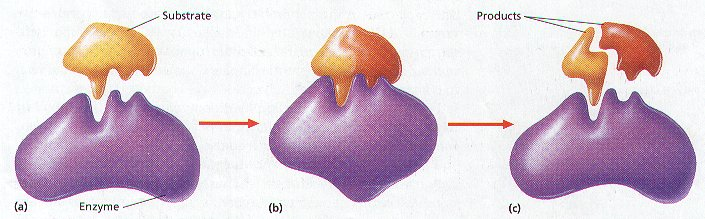 Substrate
Products
(a)
Enzyme
(b)
(c)